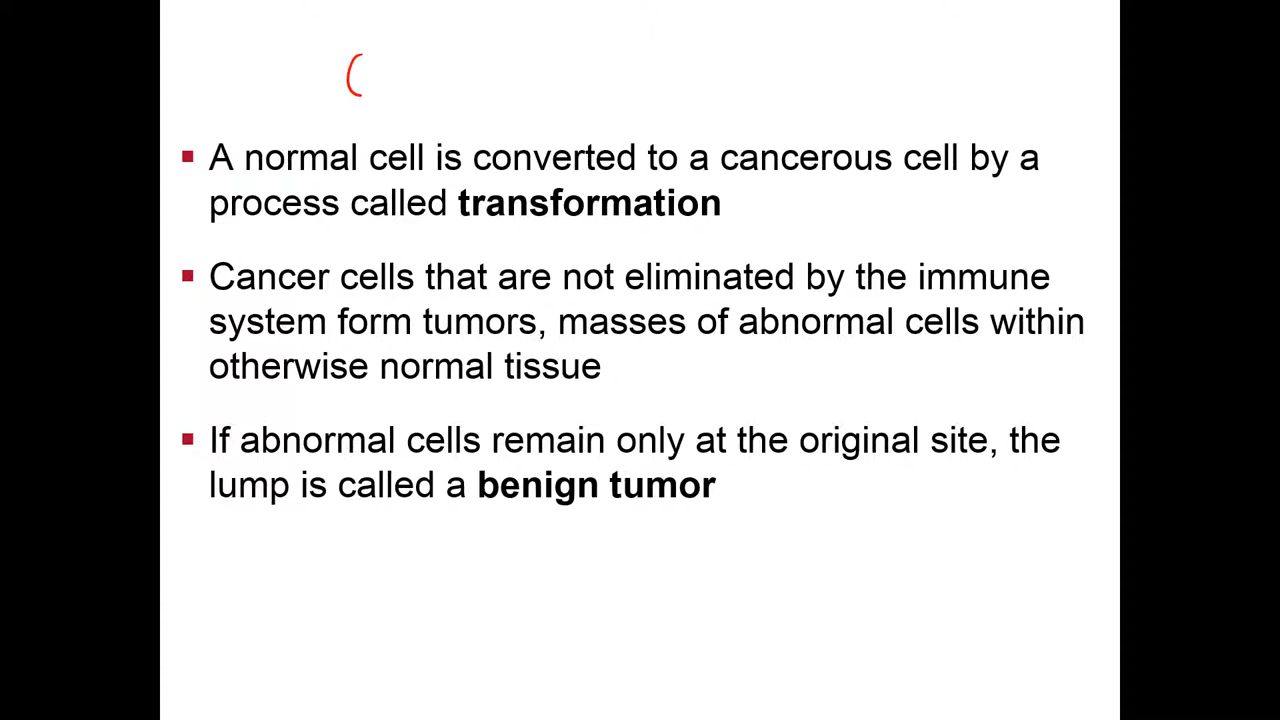 (
▪ A normal cell is converted to a cancerous cell by a
process called transformation
▪ Cancer cells that are not eliminated by the immune
system form tumors, masses of abnormal cells within
otherwise normal tissue
▪ If abnormal cells remain only at the original site, the
lump is called a benign tumor